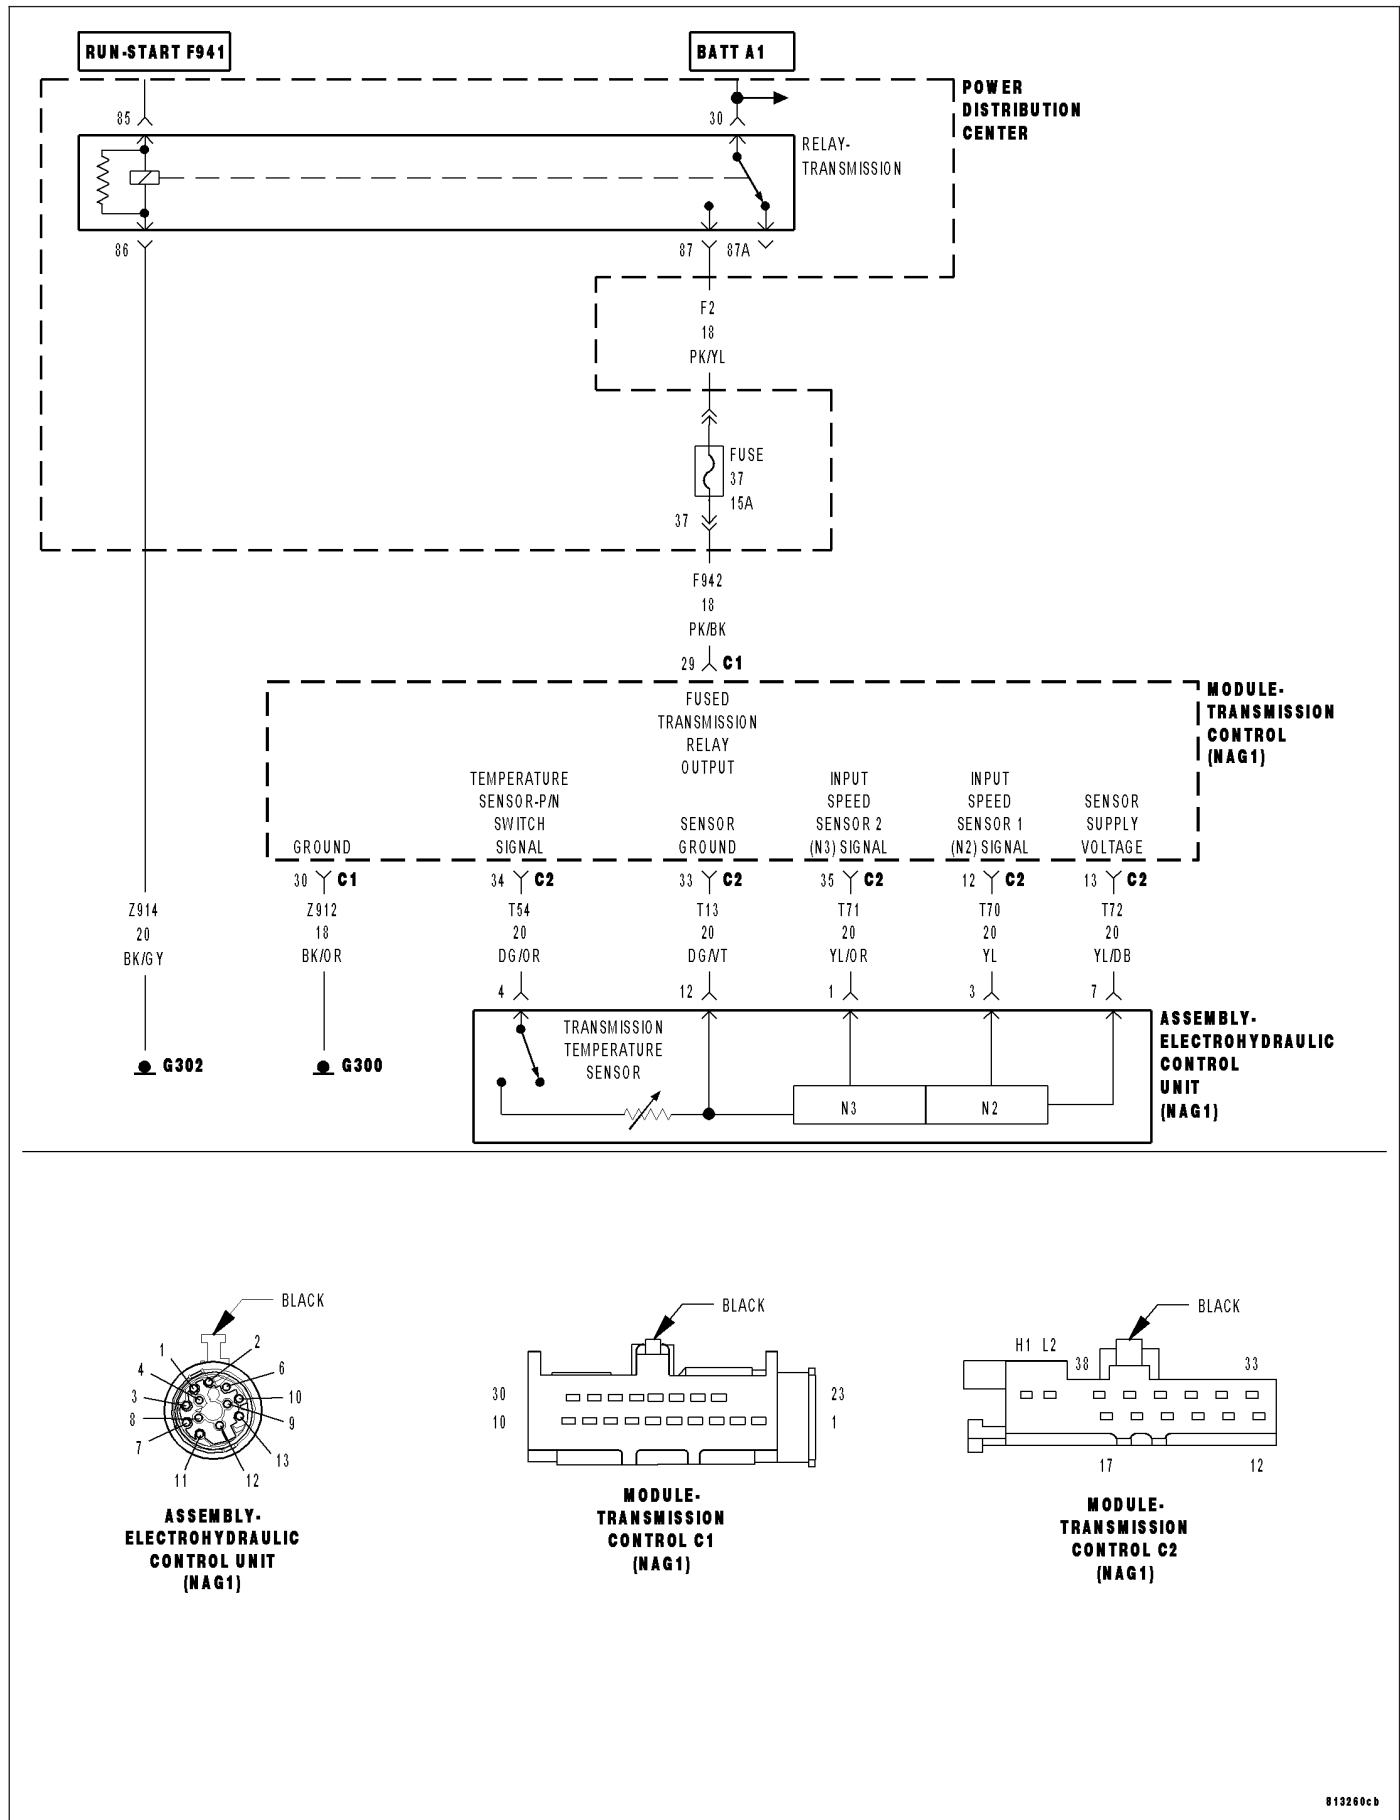 RUN-START F941
BATT A1
POWER
DISTRIBUTION
CENTER
85
30
RELAY-
TRANSMISSION
86
87
87A
F2
18
PK/YL
FUSE
37
15A
37
F942
18
PK/BK
29
C1
MODULE-
TRANSMISSION
CONTROL
(NAG1)
FUSED
TRANSMISSION
RELAY
OUTPUT
GROUND
TEMPERATURE
SENSOR-P/N
SWITCH
SIGNAL
SENSOR
GROUND
INPUT
SPEED
SENSOR 2
(N3) SIGNAL
INPUT
SPEED
SENSOR 1
(N2) SIGNAL
SENSOR
SUPPLY
VOLTAGE
30 C1
34 C2
33 C2
35 C2
12 C2
13 C2
Z914
20
BK/GY
Z912
18
BK/OR
T54
20
DG/OR
T13
20
DG/VT
T71
20
YL/OR
T70
20
YL
T72
20
YL/DB
4
12
1
3
7
G302
G300
TRANSMISSION
TEMPERATURE
SENSOR
N3
N2
ASSEMBLY-
ELECTROHYDRAULIC
CONTROL
UNIT
(NAG1)
BLACK
1
2
4
6
3
10
8
9
7
13
11
12
ASSEMBLY-
ELECTROHYDRAULIC
CONTROL UNIT
(NAG1)
BLACK
30
23
10
1
MODULE-
TRANSMISSION
CONTROL C1
(NAG1)
BLACK
H1 L2
38
33
17
12
MODULE-
TRANSMISSION
CONTROL C2
(NAG1)
813260cb